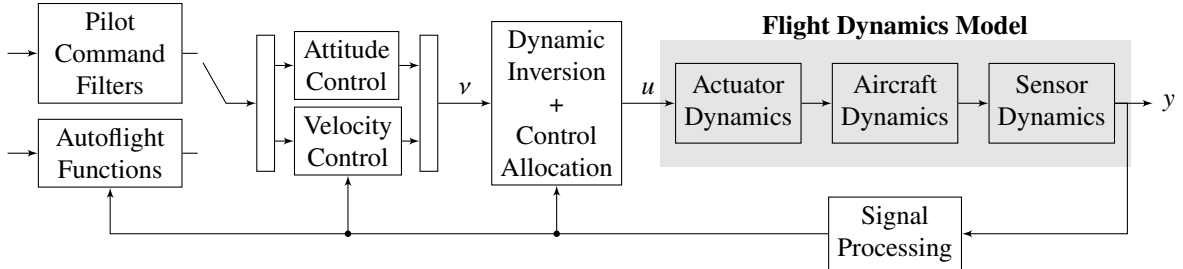 Flight Dynamics Model
Pilot
Command
Filters
Autoflight
Functions
Attitude
Control
Velocity
Control
ν
Dynamic
Inversion
+
Control
Allocation
u
Actuator
Dynamics
Aircraft
Dynamics
Sensor
Dynamics
y
Signal
Processing